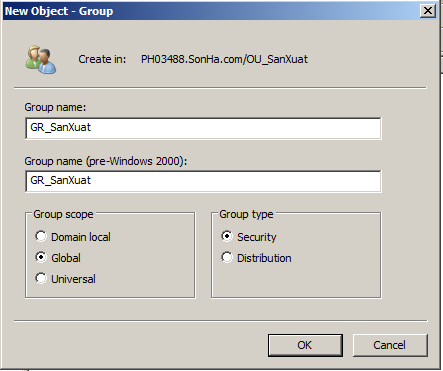 New Object - Group
Create in: PH03488.SonHa.com/OU_SanXuat
Group name:
GR_SanXuat
Group name (pre-Windows 2000):
GR_SanXuat
Group scope
Domain local
Global
Universal
Group type
Security
Distribution
OK
Cancel